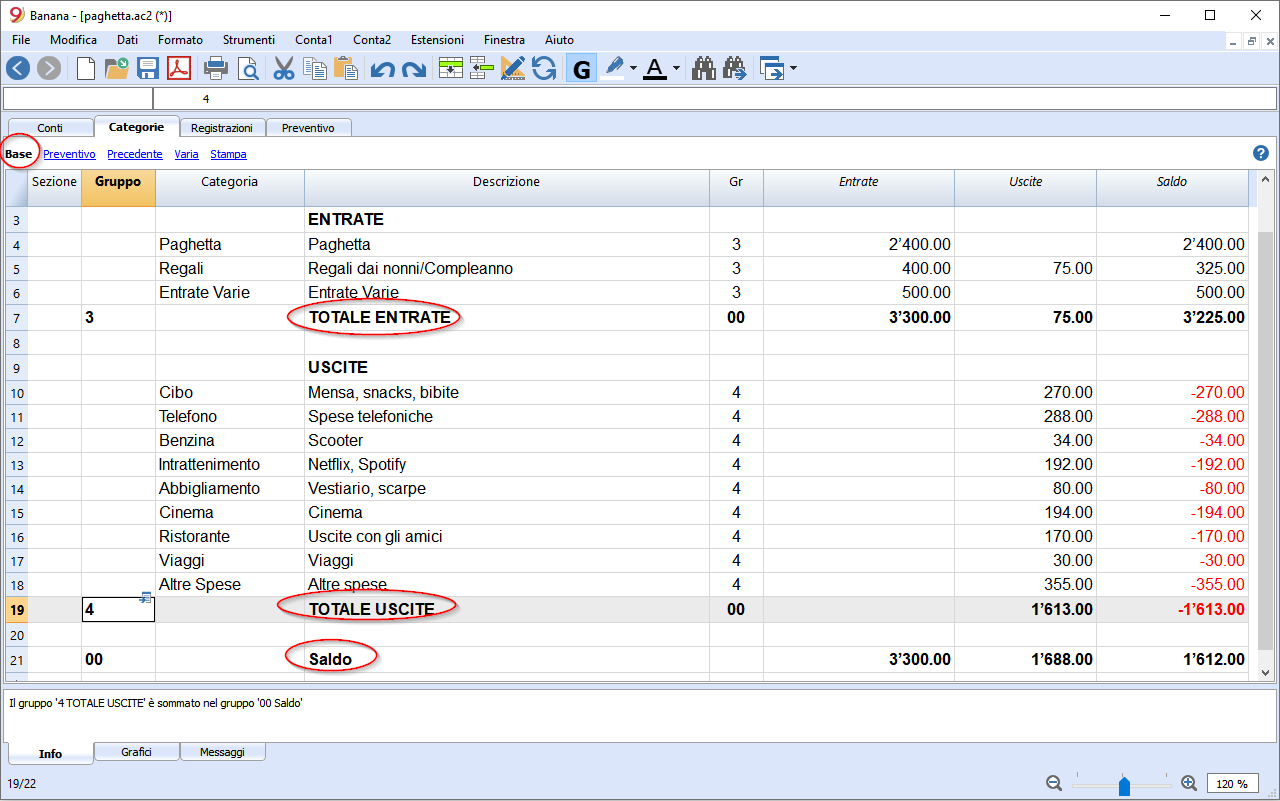 Banana - [paghetta.ac2 (*)]
File Modifica Dati Formato Strumenti Conta1 Conta2 Estensioni Finestra Aiuto
G A
4
Conti Categorie Registrazioni Preventivo
Base Preventivo Precedente Varia Stampa ?
Sezione Gruppo Categoria Descrizione Gr Entrate Uscite Saldo
3 ENTRATE
4 Paghetta Paghetta 3 2’400.00 2’400.00
5 Regali Regali dai nonni/Compleanno 3 400.00 75.00 325.00
6 Entrate Varie Entrate Varie 3 500.00 500.00
7 3 TOTALE ENTRATE 00 3’300.00 75.00 3’225.00
8
9 USCITE
10 Cibo Mensa, snacks, bibite 4 270.00 -270.00
11 Telefono Spese telefoniche 4 288.00 -288.00
12 Benzina Scooter 4 34.00 -34.00
13 Intrattenimento Netflix, Spotify 4 192.00 -192.00
14 Abbigliamento Vestiario, scarpe 4 80.00 -80.00
15 Cinema Cinema 4 194.00 -194.00
16 Ristorante Uscite con gli amici 4 170.00 -170.00
17 Viaggi Viaggi 4 30.00 -30.00
18 Altre Spese Altre spese 4 355.00 -355.00
19 4 TOTALE USCITE 00 1’613.00 -1’613.00
20
21 00 Saldo 3’300.00 1’688.00 1’612.00
Il gruppo '4 TOTALE USCITE' è sommato nel gruppo '00 Saldo'
Info Grafici Messaggi
19/22 120 %